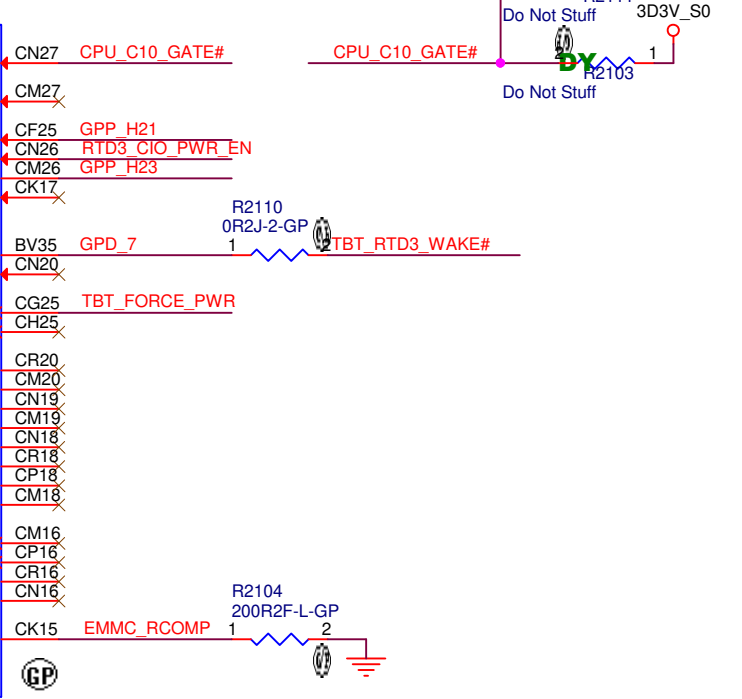 Do Not Stuff
3D3V_S0
CN27 CPU_C10_GATE# CPU_C10_GATE# 2 DY 1
R2103
Do Not Stuff
CM27
CF25 GPP_H21
CN26 RTD3_CIO_PWR_EN
CM26 GPP_H23
CK17
R2110
0R2J-2-GP
BV35 GPD_7 1 2 TBT_RTD3_WAKE#
CN20
CG25 TBT_FORCE_PWR
CH25
CR20
CM20
CN19
CM19
CN18
CR18
CP18
CM18
CM16
CP16
CR16
CN16
R2104
200R2F-L-GP
CK15 EMMC_RCOMP 1 2
GP